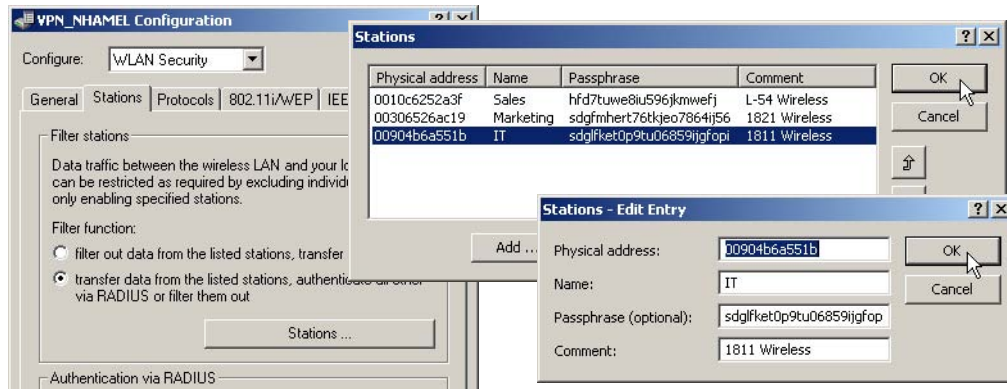 VPN_NHAMEL Configuration
Configure: WLAN Security
General Stations Protocols 802.11i/WEP IEE
Filter stations
Data traffic between the wireless LAN and your lo
can be restricted as required by excluding individu
only enabling specified stations.
Filter function:
filter out data from the listed stations, transfer
transfer data from the listed stations, authenticate all other
via RADIUS or filter them out
Stations ...
Authentication via RADIUS
Stations
Physical address Name Passphrase Comment
0010c6252a3f Sales hfd7tuwe8iu596jkmwefj L-54 Wireless
00306526ac19 Marketing sdgfmhert76tkjeo7864ij56 1821 Wireless
00904b6a551b IT sdglfket0p9tu06859ijgfopi 1811 Wireless
OK
Cancel
Add ...
Stations - Edit Entry
Physical address: 00904b6a551b
Name: IT
Passphrase (optional): sdglfket0p9tu06859ijgfop
Comment: 1811 Wireless
OK
Cancel